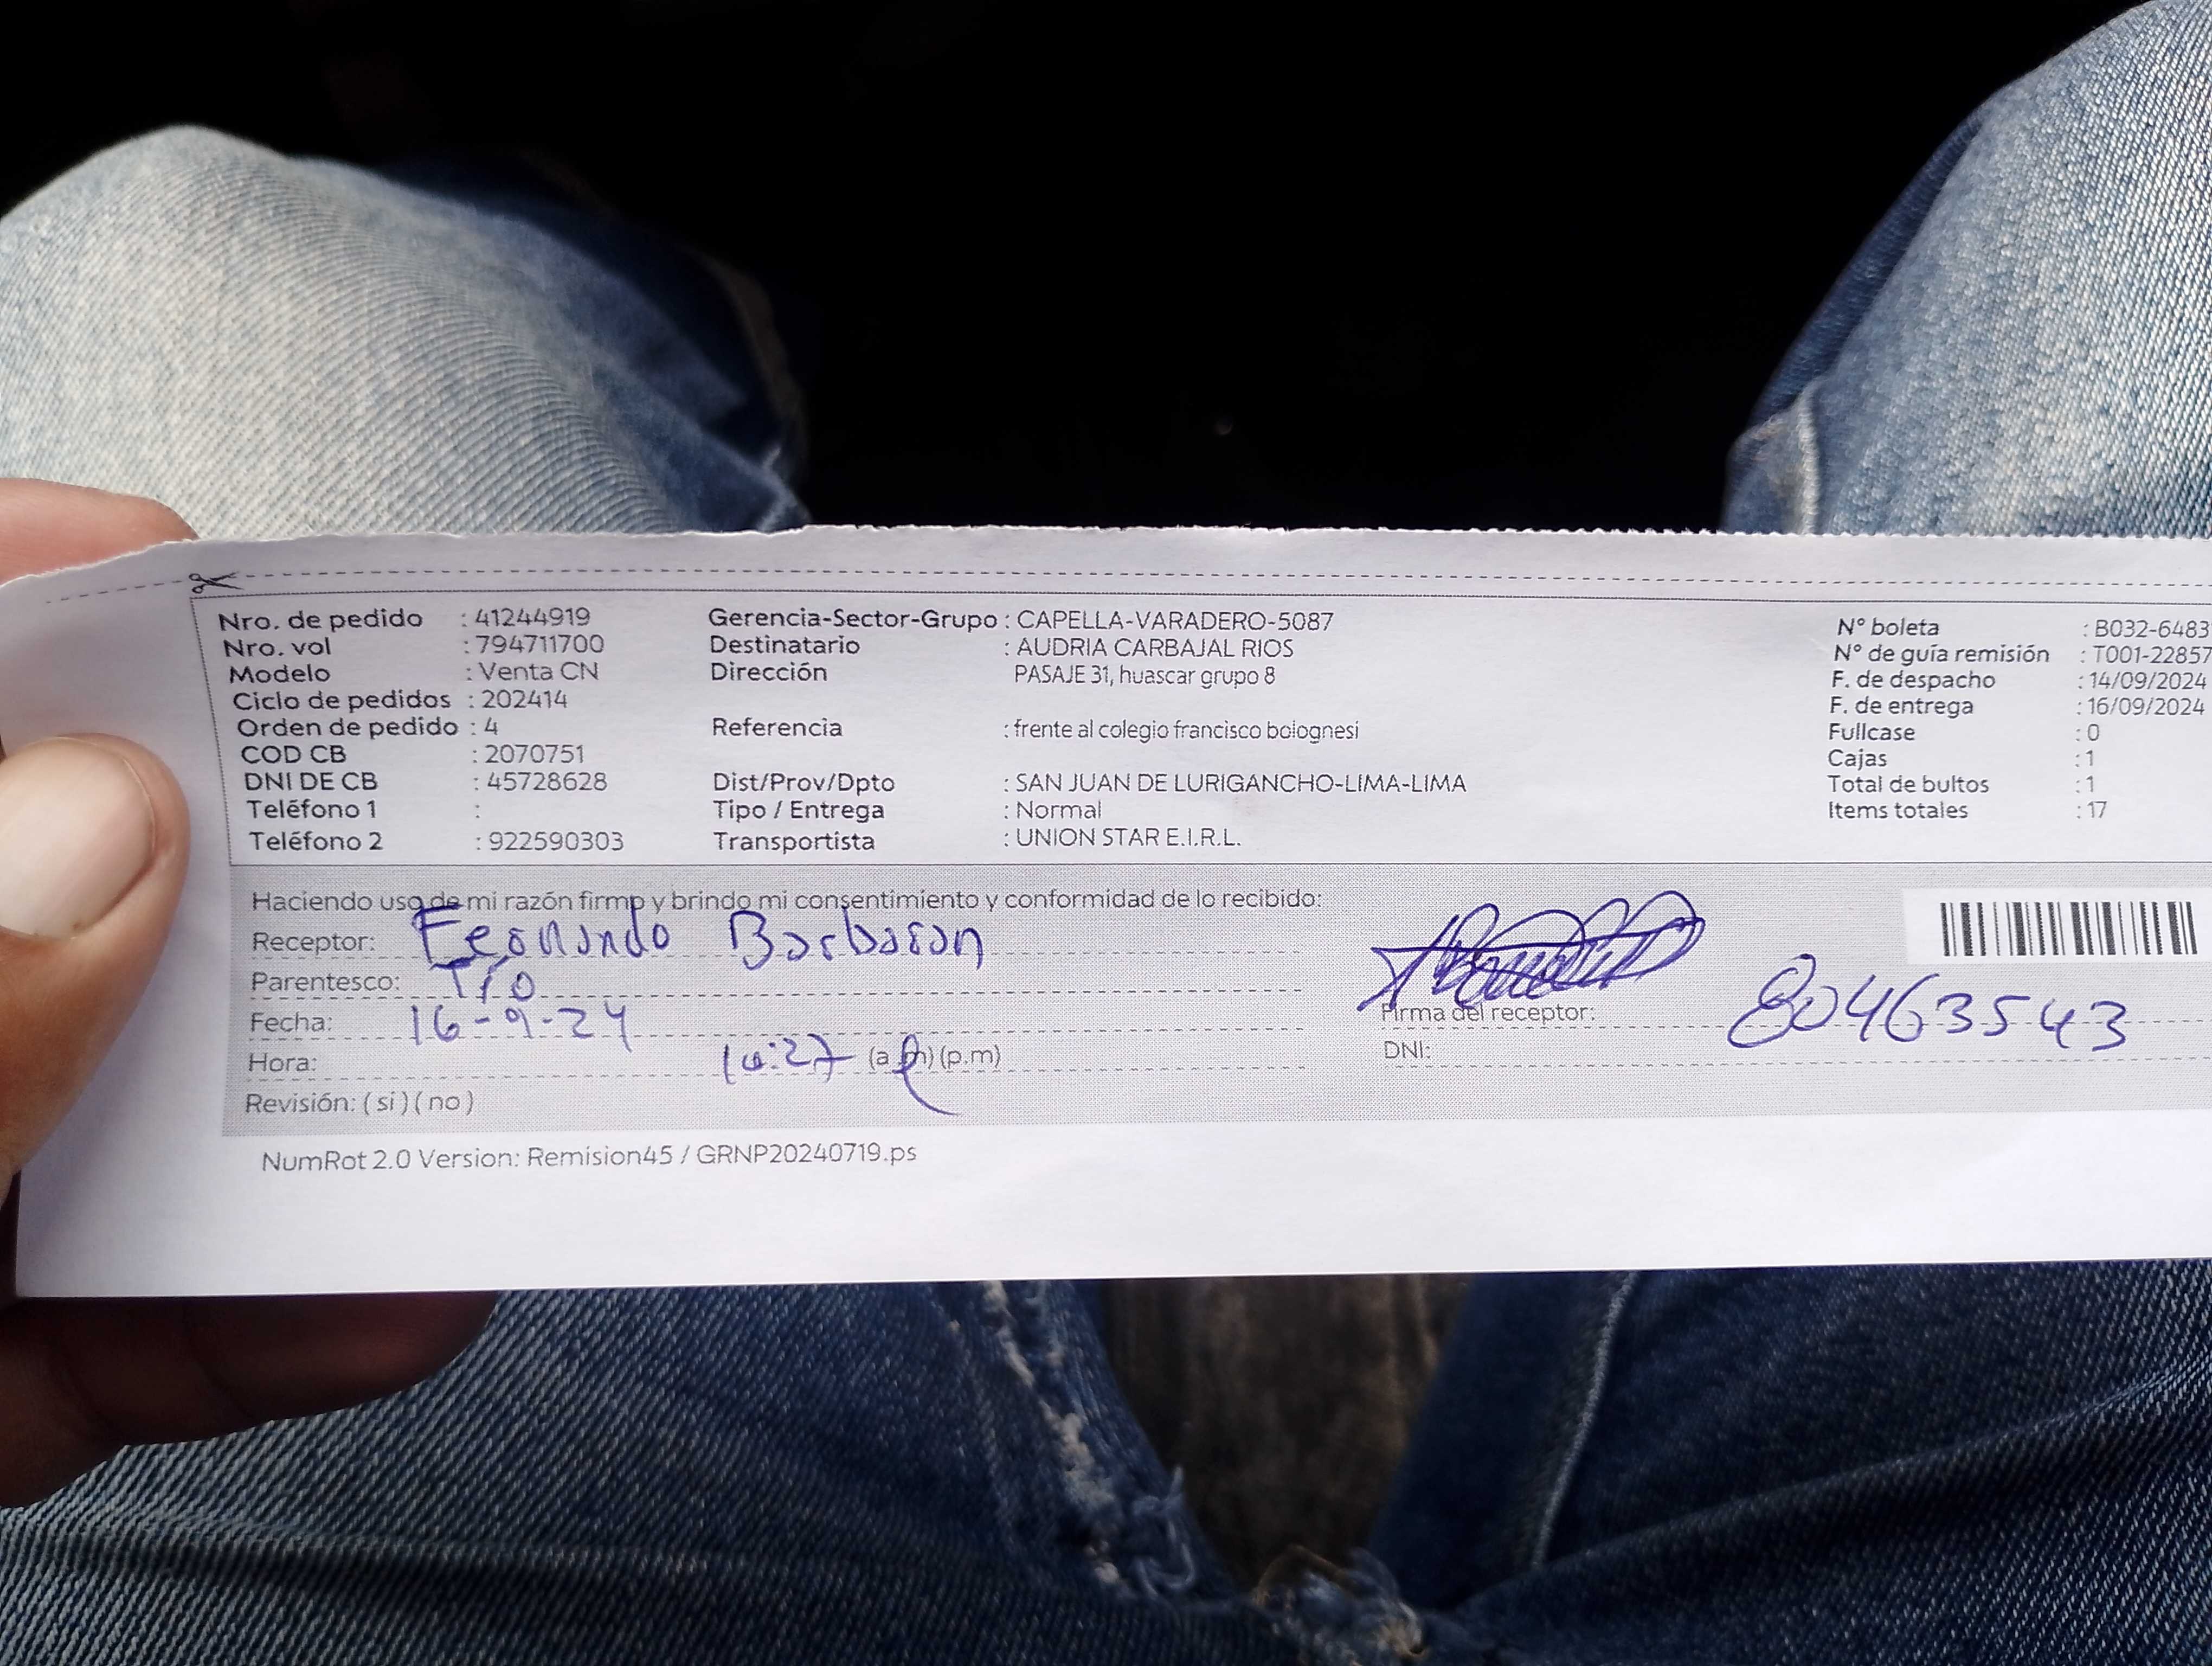 Nro. de pedido : 41244919 Gerencia-Sector-Grupo : CAPELLA-VARADERO-5087 N° boleta : B032-6483
Nro. vol : 794711700 Destinatario : AUDRIA CARBAJAL RIOS N° de guía remisión : T001-22857
Modelo : Venta CN Dirección PASAJE 31, huascar grupo 8 F. de despacho : 14/09/2024
Ciclo de pedidos : 202414 F. de entrega : 16/09/2024
Orden de pedido : 4 Referencia : frente al colegio francisco bolognesi Fullcase : 0
COD CB : 2070751 Cajas : 1
DNI DE CB : 45728628 Dist/Prov/Dpto : SAN JUAN DE LURIGANCHO-LIMA-LIMA Total de bultos : 1
Teléfono 1 : Tipo / Entrega : Normal Items totales : 17
Teléfono 2 : 922590303 Transportista : UNION STAR E.I.R.L.
Haciendo uso de mi razón firmo y brindo mi consentimiento y conformidad de lo recibido:
Receptor: Fernando Barbaran
Parentesco: Tío
Fecha: 16-9-24 Firma del receptor:
Hora: 10:27 (a.m) (p.m) DNI: 80463543
Revisión: ( si ) ( no )
NumRot 2.0 Version: Remision45 / GRNP20240719.ps